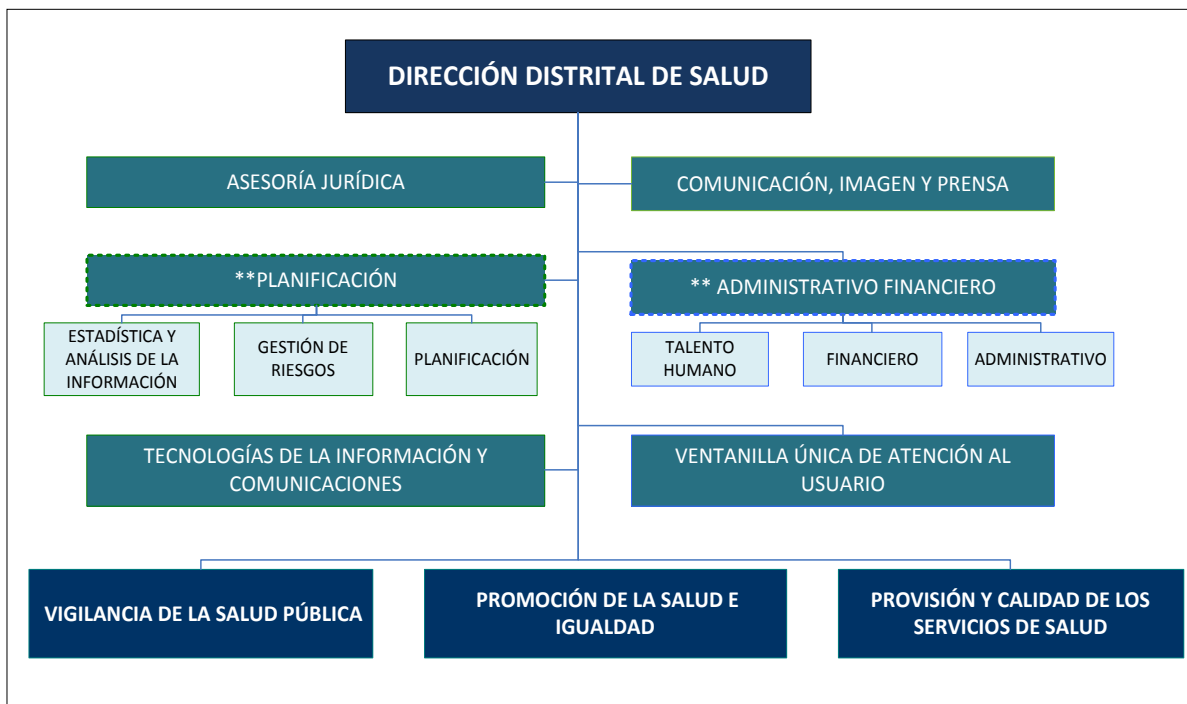 DIRECCIÓN DISTRITAL DE SALUD
ASESORÍA JURÍDICA
COMUNICACIÓN, IMAGEN Y PRENSA
**PLANIFICACIÓN
** ADMINISTRATIVO FINANCIERO
ESTADÍSTICA Y
ANÁLISIS DE LA
INFORMACIÓN
GESTIÓN DE
RIESGOS
PLANIFICACIÓN
TALENTO
HUMANO
FINANCIERO
ADMINISTRATIVO
TECNOLOGÍAS DE LA INFORMACIÓN Y
COMUNICACIONES
VENTANILLA ÚNICA DE ATENCIÓN AL
USUARIO
VIGILANCIA DE LA SALUD PÚBLICA
PROMOCIÓN DE LA SALUD E
IGUALDAD
PROVISIÓN Y CALIDAD DE LOS
SERVICIOS DE SALUD